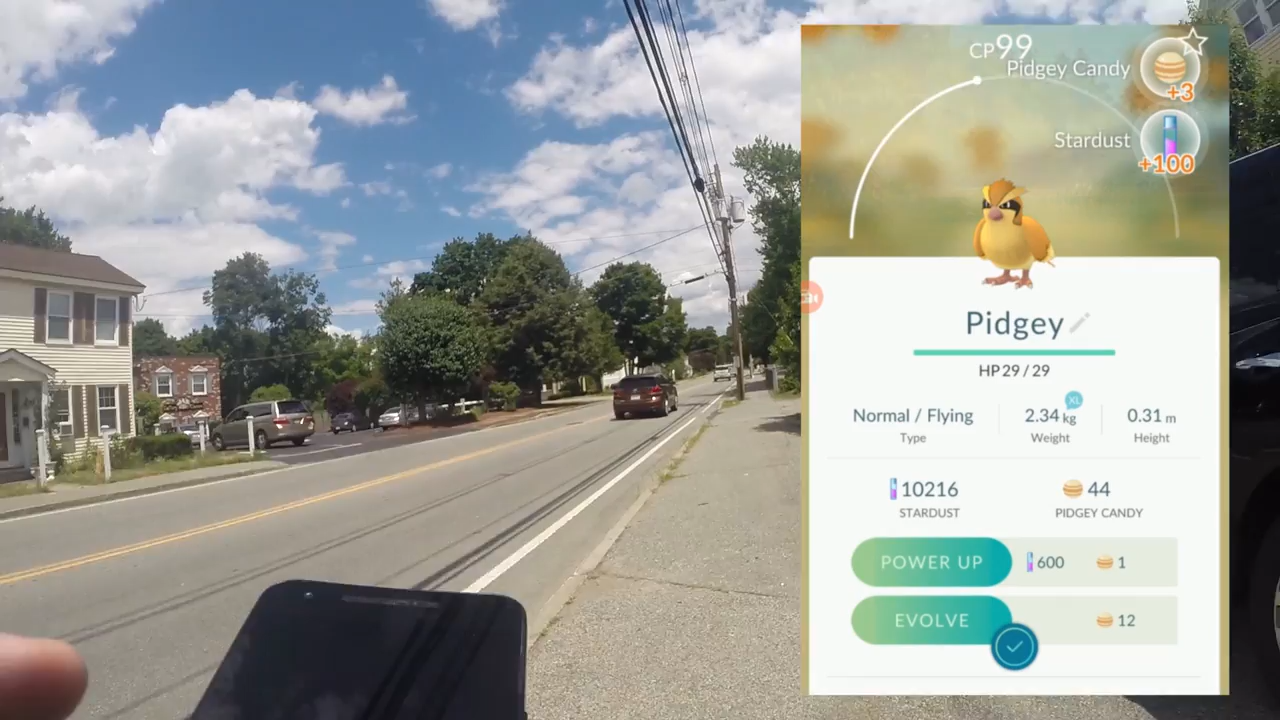 CP99
Pidgey Candy
+3
Stardust
+100
Pidgey
HP 29 / 29
Normal / Flying
XL
2.34 kg
0.31 m
Type
Weight
Height
10216
44
STARDUST
PIDGEY CANDY
POWER UP
600
1
EVOLVE
12